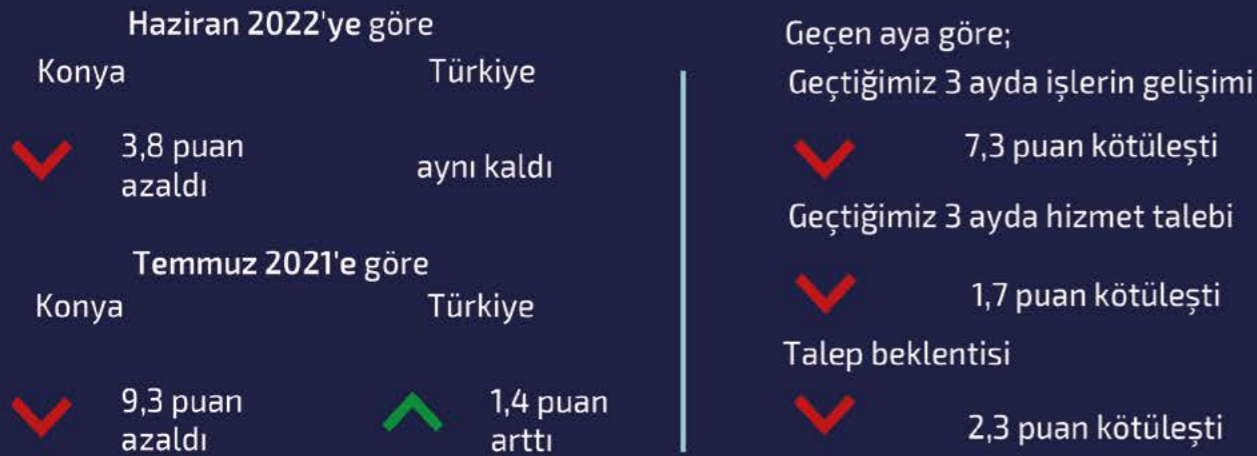 Haziran 2022'ye göre
Konya
Türkiye
3,8 puan
azaldı
aynı kaldı
Temmuz 2021'e göre
Konya
Türkiye
9,3 puan
azaldı
1,4 puan
arttı
Geçen aya göre;
Geçtiğimiz 3 ayda işlerin gelişimi
7,3 puan kötüleşti
Geçtiğimiz 3 ayda hizmet talebi
1,7 puan kötüleşti
Talep beklentisi
2,3 puan kötüleşti